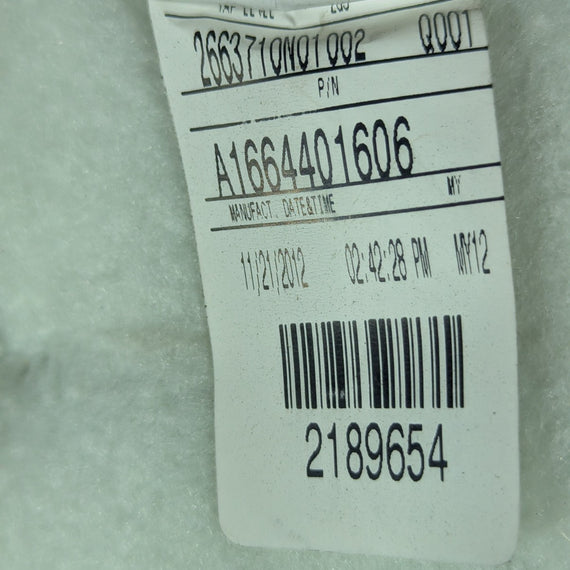 2663710N01002 Q001
P/N
A1664401606
MANUFACT. DATE&TIME MY
11/21/2012 02:42:28 PM MY12
2189654